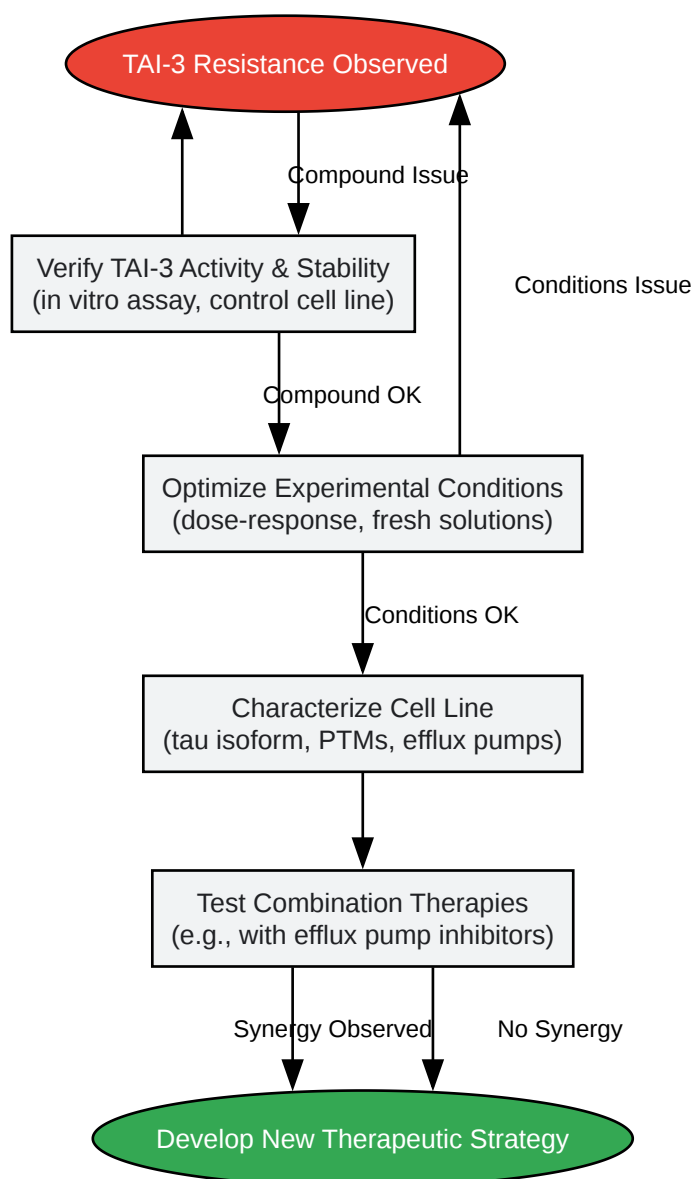 TAI-3 Resistance Observed
Compound Issue
Verify TAI-3 Activity & Stability
(in vitro assay, control cell line)
Conditions Issue
Compound OK
Optimize Experimental Conditions
(dose-response, fresh solutions)
Conditions OK
Characterize Cell Line
(tau isoform, PTMs, efflux pumps)
Test Combination Therapies
(e.g., with efflux pump inhibitors)
Synergy Observed
No Synergy
Develop New Therapeutic Strategy